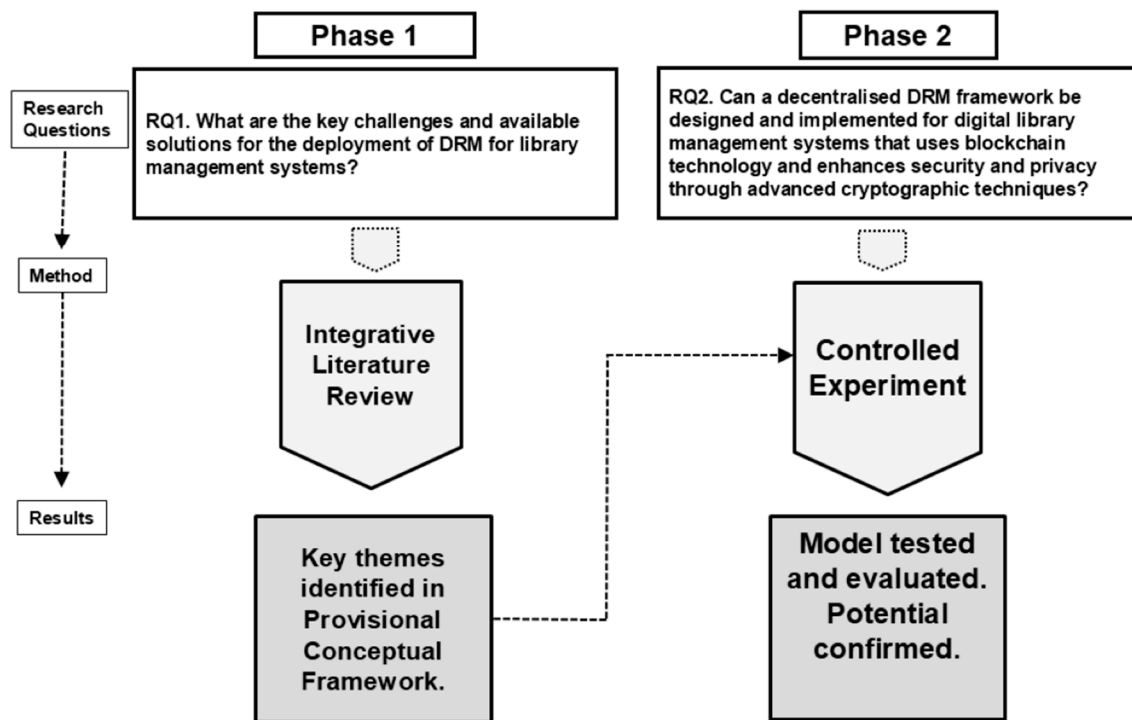 Phase 1
Phase 2
Research
Questions
RQ1. What are the key challenges and available
solutions for the deployment of DRM for library
management systems?
RQ2. Can a decentralised DRM framework be
designed and implemented for digital library
management systems that uses blockchain
technology and enhances security and privacy
through advanced cryptographic techniques?
Method
Integrative
Literature
Review
Controlled
Experiment
Results
Key themes
identified in
Provisional
Conceptual
Framework.
Model tested
and evaluated.
Potential
confirmed.